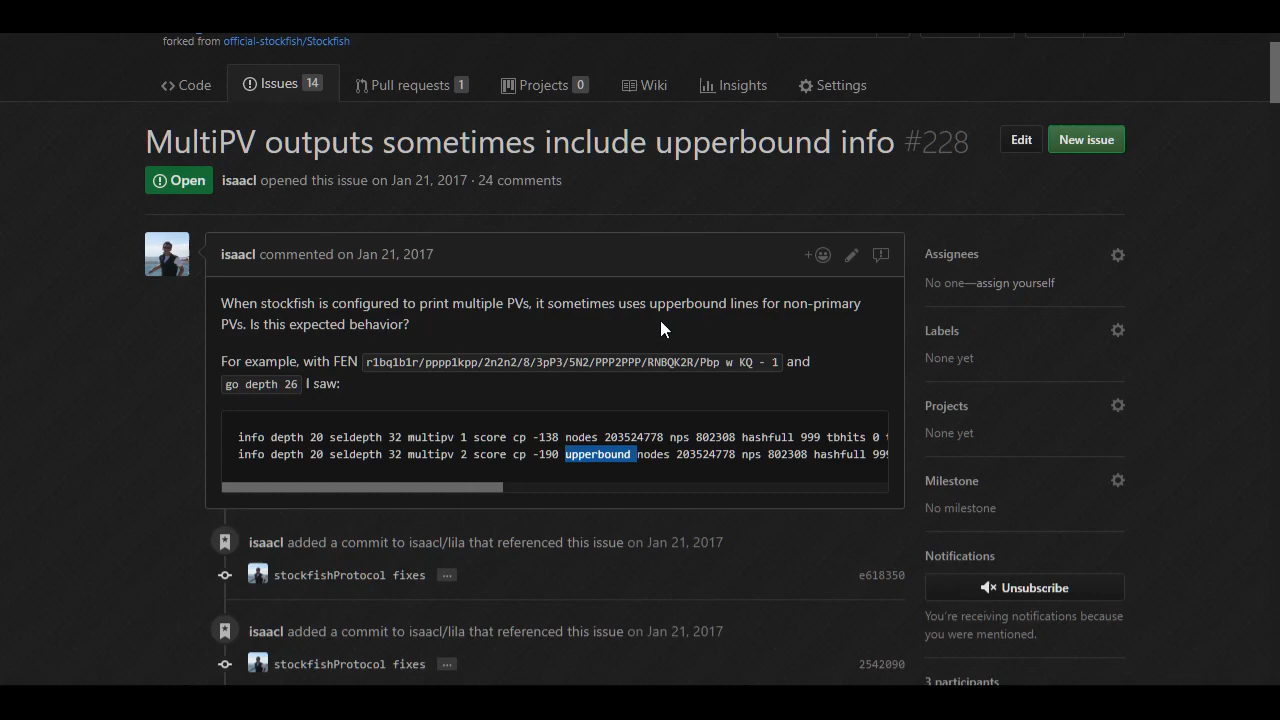 forked from official-stockfish/Stockfish
Code
Issues 14
Pull requests 1
Projects 0
Wiki
Insights
Settings
MultiPV outputs sometimes include upperbound info #228
Edit
New issue
Open
isaacl opened this issue on Jan 21, 2017 · 24 comments
isaacl commented on Jan 21, 2017
When stockfish is configured to print multiple PVs, it sometimes uses upperbound lines for non-primary
PVs. Is this expected behavior?
For example, with FEN r1bq1b1r/pppp1kpp/2n2n2/8/3pP3/5N2/PPP2PPP/RNBQK2R/Pbp w KQ - 1 and
go depth 26 I saw:
info depth 20 seldepth 32 multipv 1 score cp -138 nodes 203524778 nps 802308 hashfull 999 tbhits 0
info depth 20 seldepth 32 multipv 2 score cp -190 upperbound nodes 203524778 nps 802308 hashfull 999
isaacl added a commit to isaacl/lila that referenced this issue on Jan 21, 2017
stockfishProtocol fixes ...
e618350
isaacl added a commit to isaacl/lila that referenced this issue on Jan 21, 2017
stockfishProtocol fixes ...
2542090
Assignees
No one—assign yourself
Labels
None yet
Projects
None yet
Milestone
No milestone
Notifications
Unsubscribe
You're receiving notifications because
you were mentioned.
3 participants